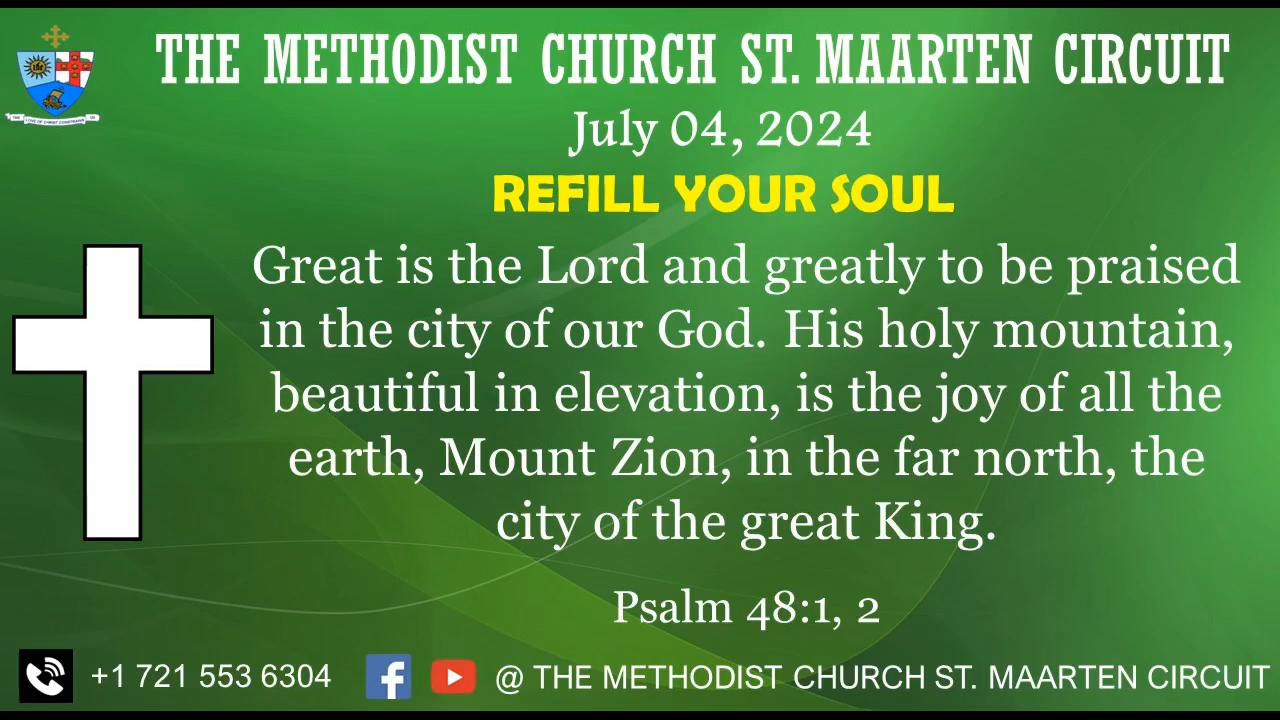 THE METHODIST CHURCH ST. MAARTEN CIRCUIT
July 04, 2024
REFILL YOUR SOUL
Great is the Lord and greatly to be praised
in the city of our God. His holy mountain,
beautiful in elevation, is the joy of all the
earth, Mount Zion, in the far north, the
city of the great King.
Psalm 48:1, 2
+1 721 553 6304
@ THE METHODIST CHURCH ST. MAARTEN CIRCUIT